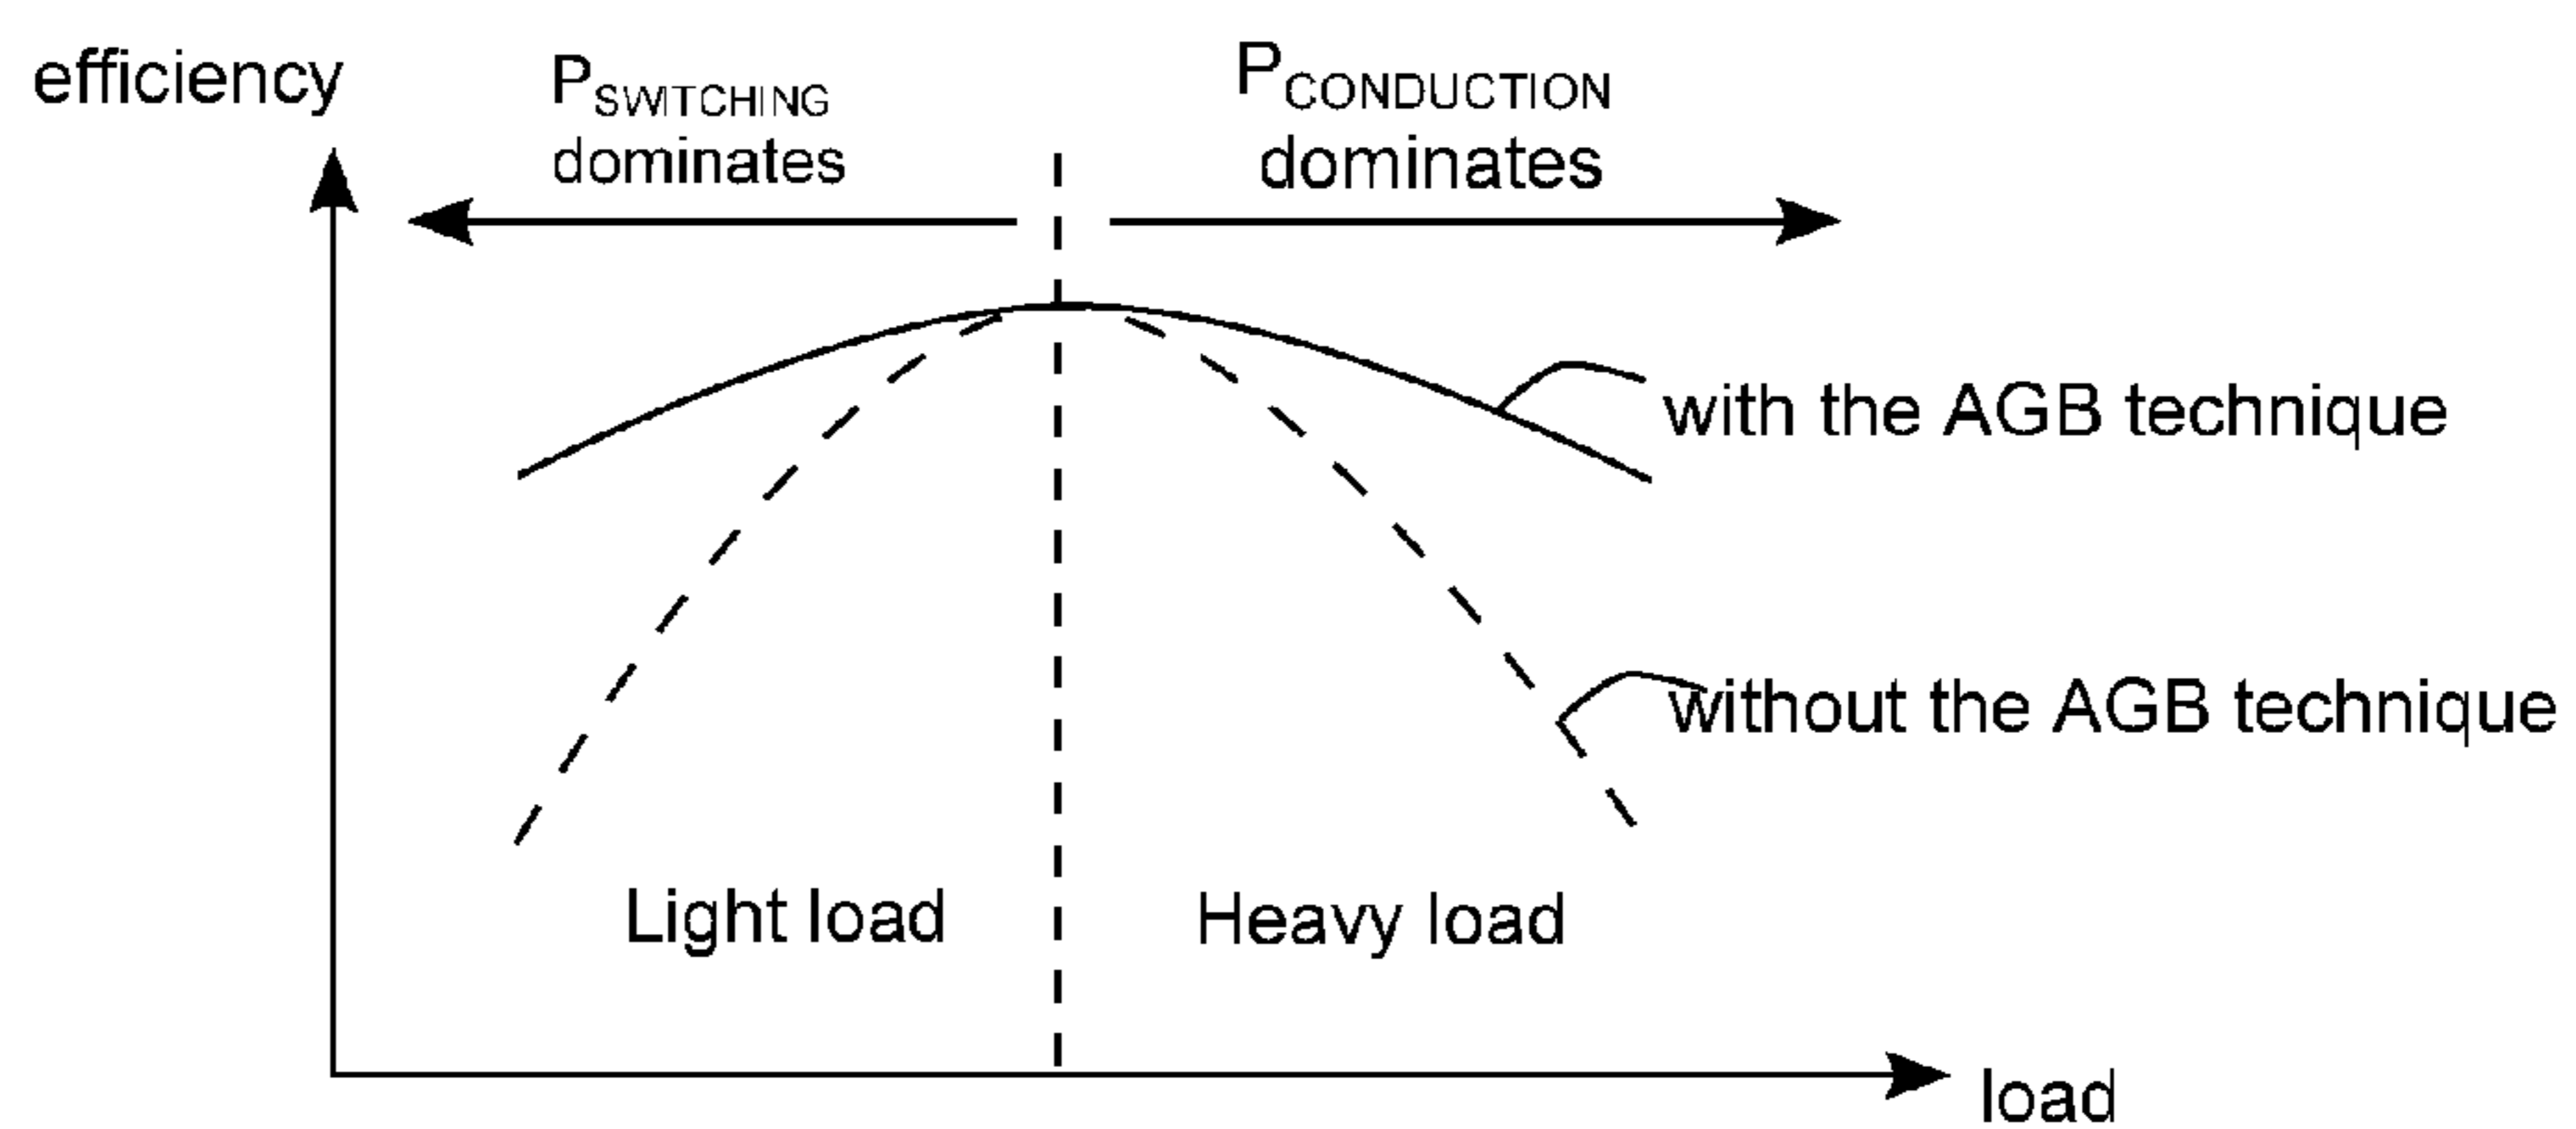 efficiency
PSWITCHING
dominates
PCONDUCTION
dominates
with the AGB technique
without the AGB technique
Light load
Heavy load
load